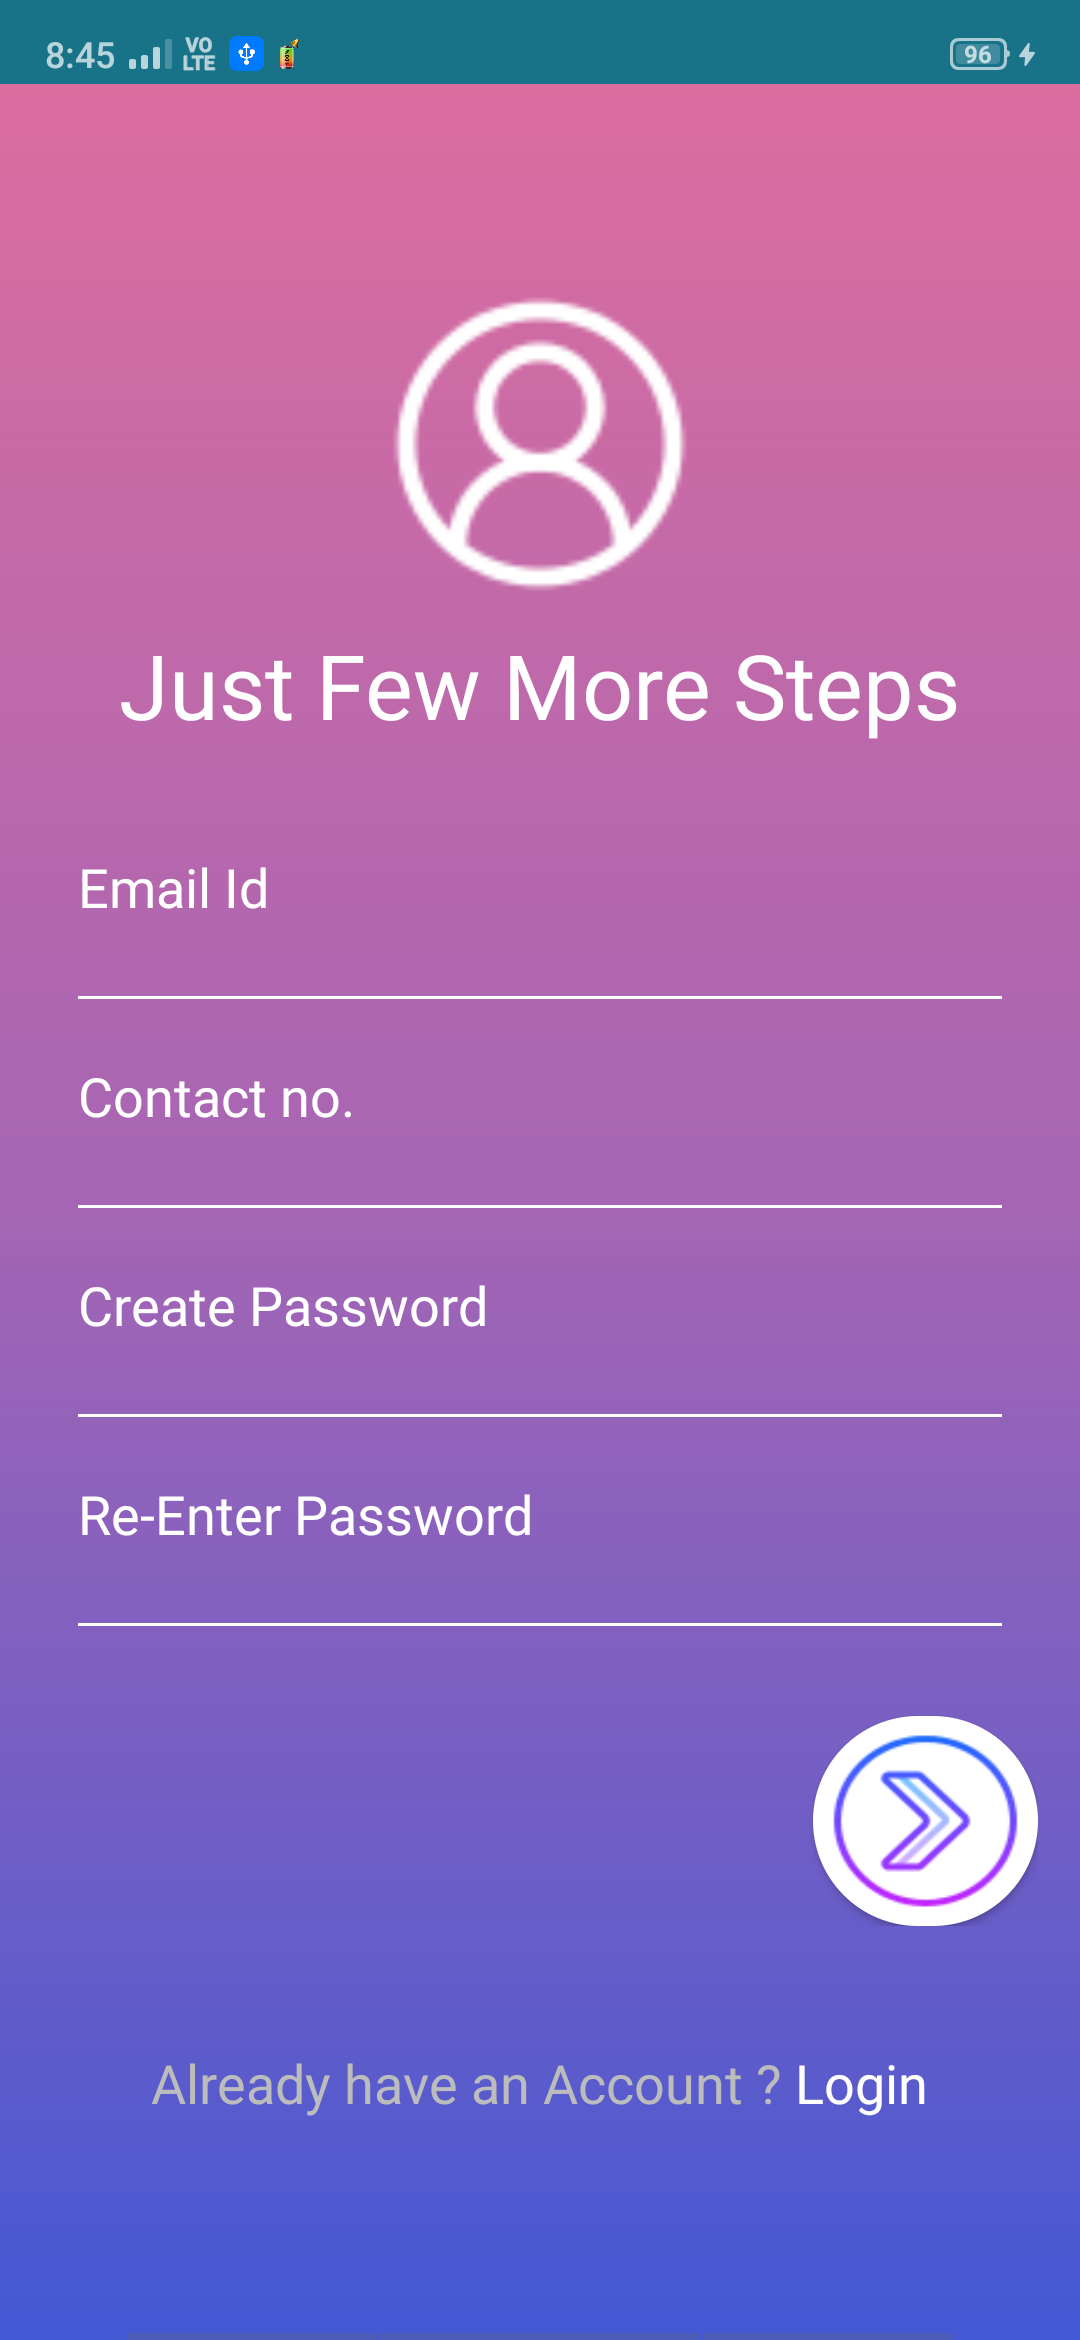 8:45 VO LTE 96
Just Few More Steps
Email Id
Contact no.
Create Password
Re-Enter Password
Already have an Account ? Login